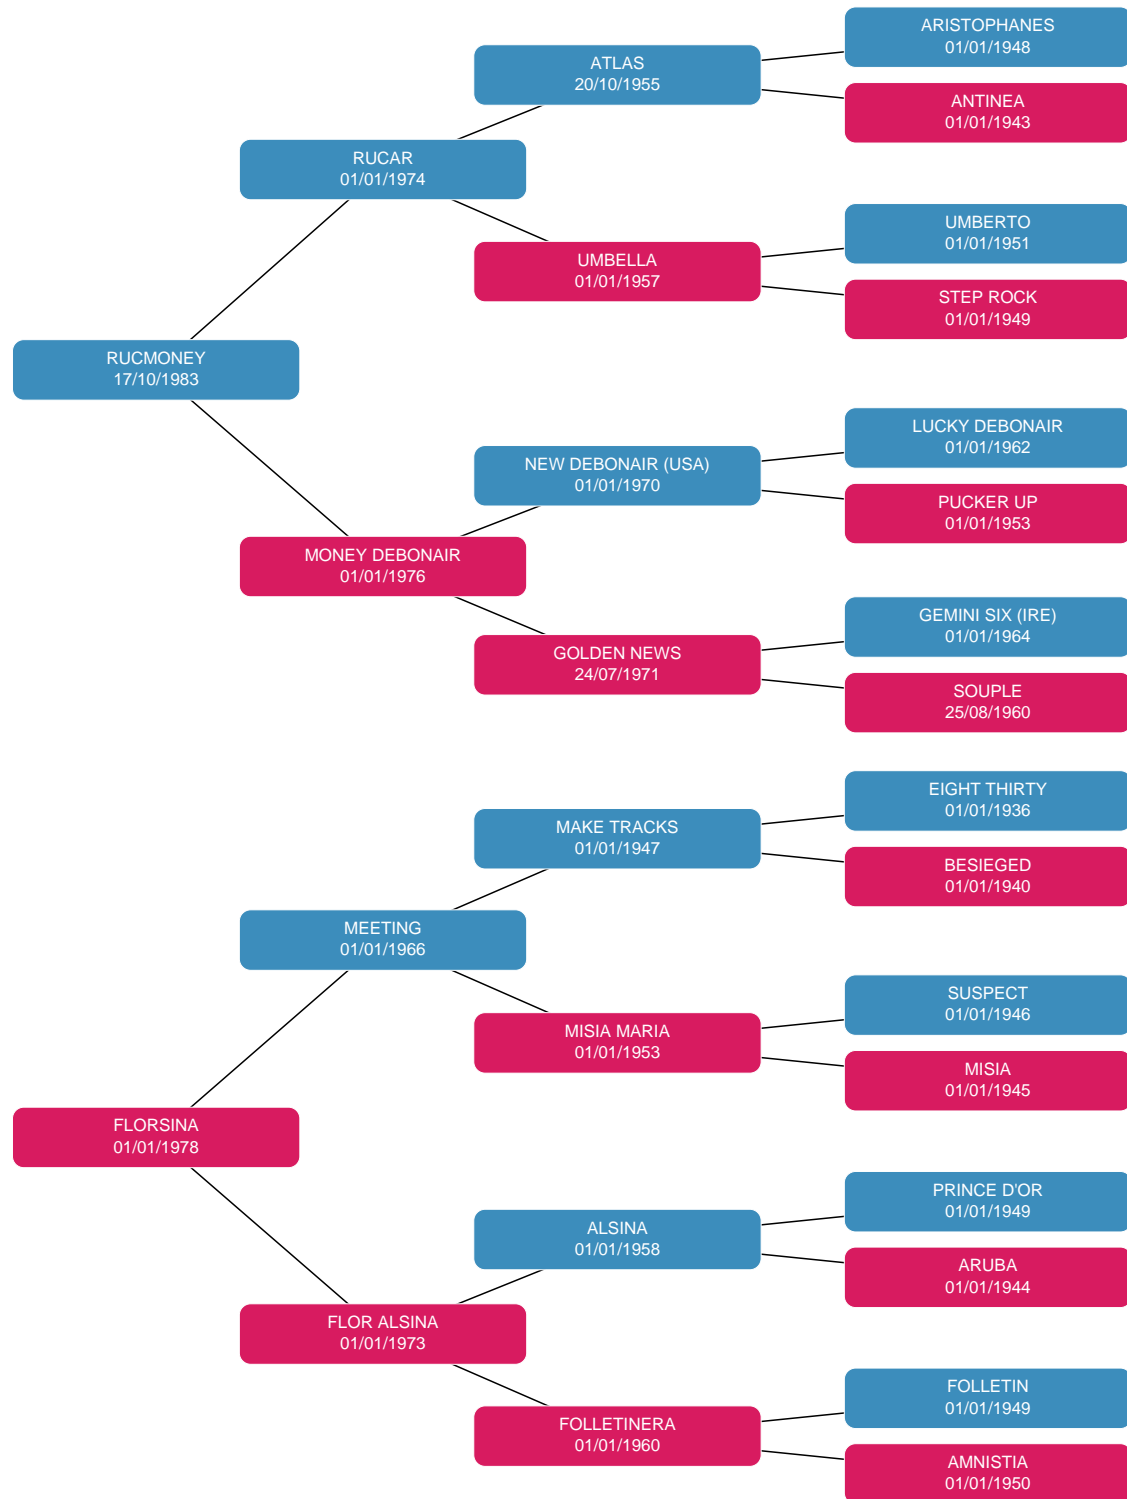 ARISTOPHANES
01/01/1948
ATLAS
20/10/1955
ANTINEA
01/01/1943
RUCAR
01/01/1974
UMBERTO
01/01/1951
UMBELLA
01/01/1957
STEP ROCK
01/01/1949
RUCMONEY
17/10/1983
LUCKY DEBONAIR
01/01/1962
NEW DEBONAIR (USA)
01/01/1970
PUCKER UP
01/01/1953
MONEY DEBONAIR
01/01/1976
GEMINI SIX (IRE)
01/01/1964
GOLDEN NEWS
24/07/1971
SOUPLE
25/08/1960
EIGHT THIRTY
01/01/1936
MAKE TRACKS
01/01/1947
BESIEGED
01/01/1940
MEETING
01/01/1966
SUSPECT
01/01/1946
MISIA MARIA
01/01/1953
MISIA
01/01/1945
FLORSINA
01/01/1978
PRINCE D'OR
01/01/1949
ALSINA
01/01/1958
ARUBA
01/01/1944
FLOR ALSINA
01/01/1973
FOLLETIN
01/01/1949
FOLLETINERA
01/01/1960
AMNISTIA
01/01/1950